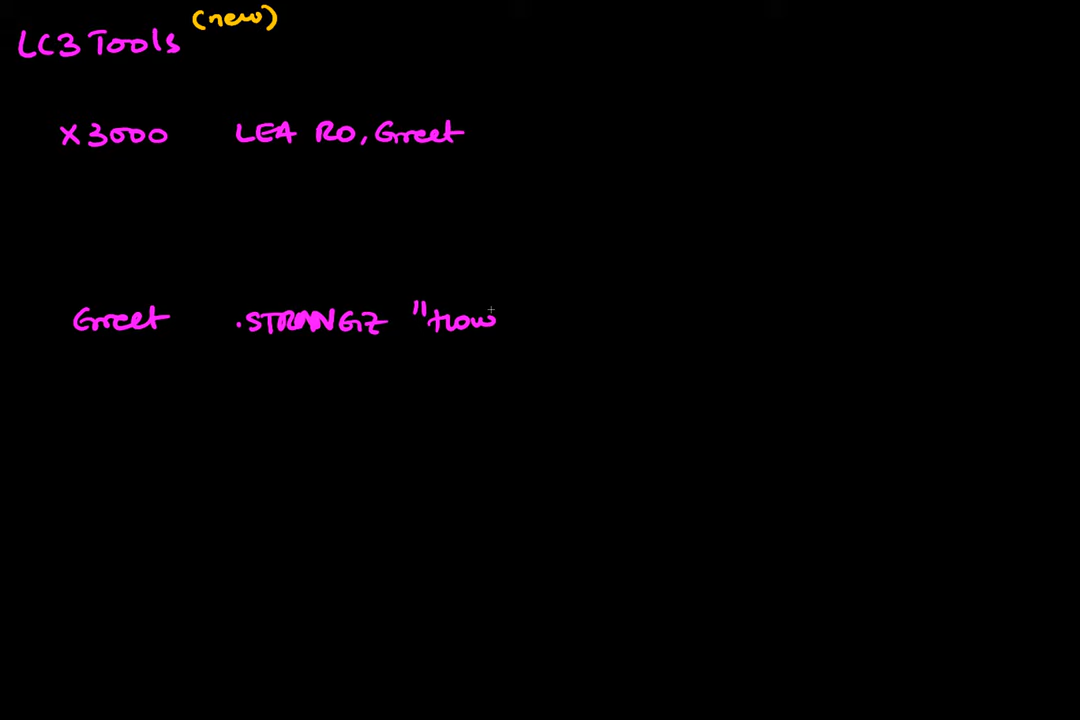 (new)
LC3 Tools
x3000 LEA R0, Greet
Greet .STRINGZ "How